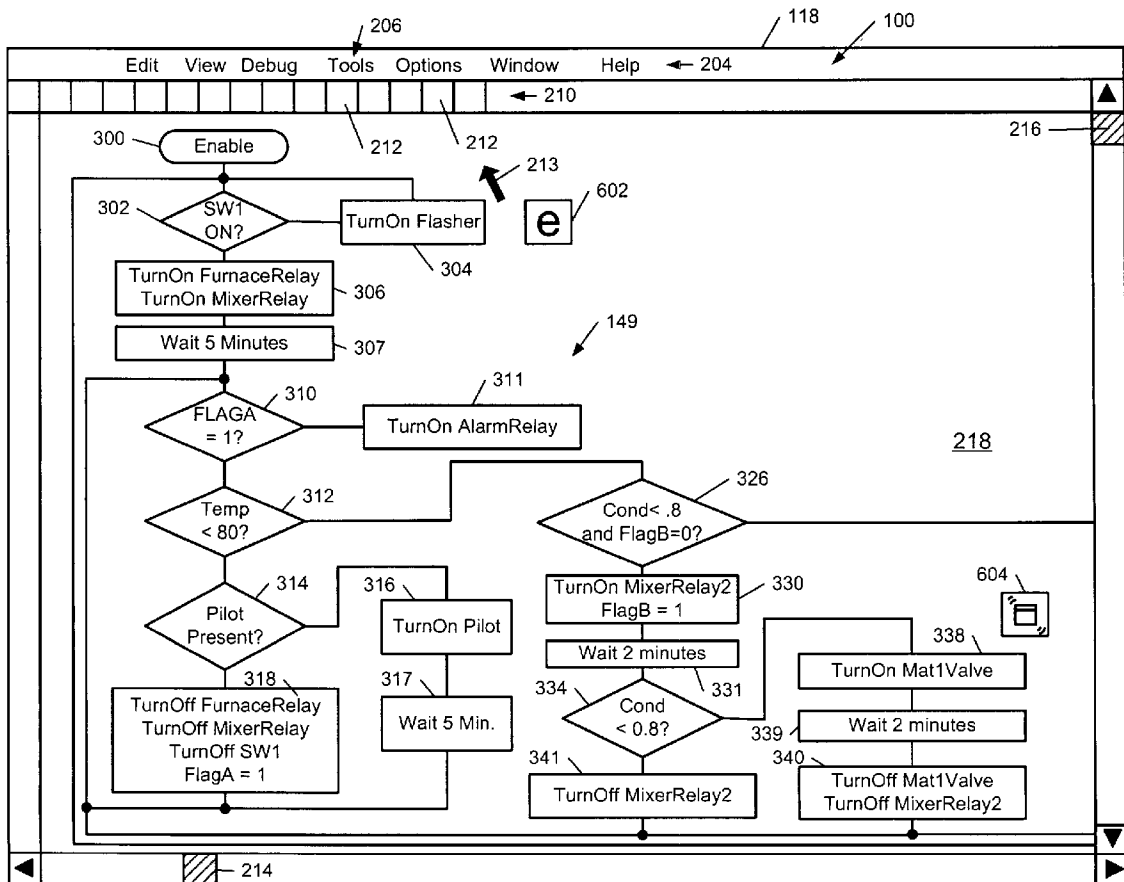 118
206
100
Edit View Debug Tools Options Window Help
204
210
212
212
216
300
Enable
213
602
302
SW1
ON?
TurnOn Flasher
e
304
TurnOn FurnaceRelay
TurnOn MixerRelay
306
Wait 5 Minutes
307
149
310
311
FLAGA
= 1?
TurnOn AlarmRelay
218
312
326
Temp
< 80?
Cond< .8
and FlagB=0?
314
316
330
604
Pilot
Present?
TurnOn Pilot
TurnOn MixerRelay2
FlagB = 1
338
Wait 2 minutes
TurnOn Mat1Valve
318
317
334
331
TurnOff FurnaceRelay
TurnOff MixerRelay
TurnOff SW1
FlagA = 1
Wait 5 Min.
Cond
< 0.8?
339
Wait 2 minutes
341
340
TurnOff MixerRelay2
TurnOff Mat1Valve
TurnOff MixerRelay2
214